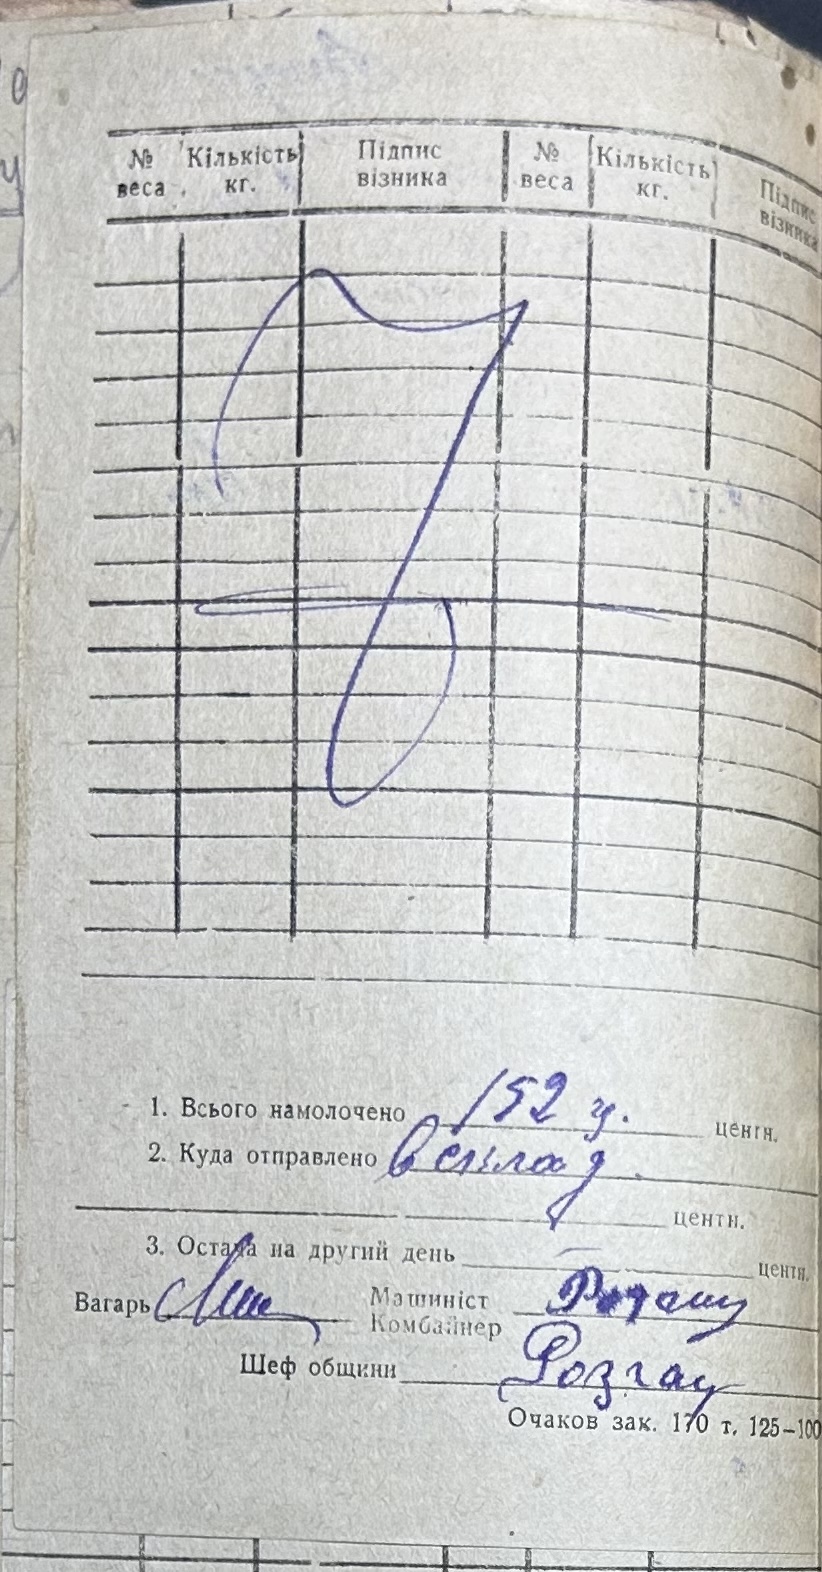 № веса Кількість кг. Підпис візника № веса Кількість кг. Підпис візника
1. Всього намолочено 152 ц. центн.
2. Куда отправлено в склад.
центн.
3. Остача на другий день — центн.
Вагарь Машиніст
Комбайнер
Шеф общини
Очаков зак. 170 т. 125–100